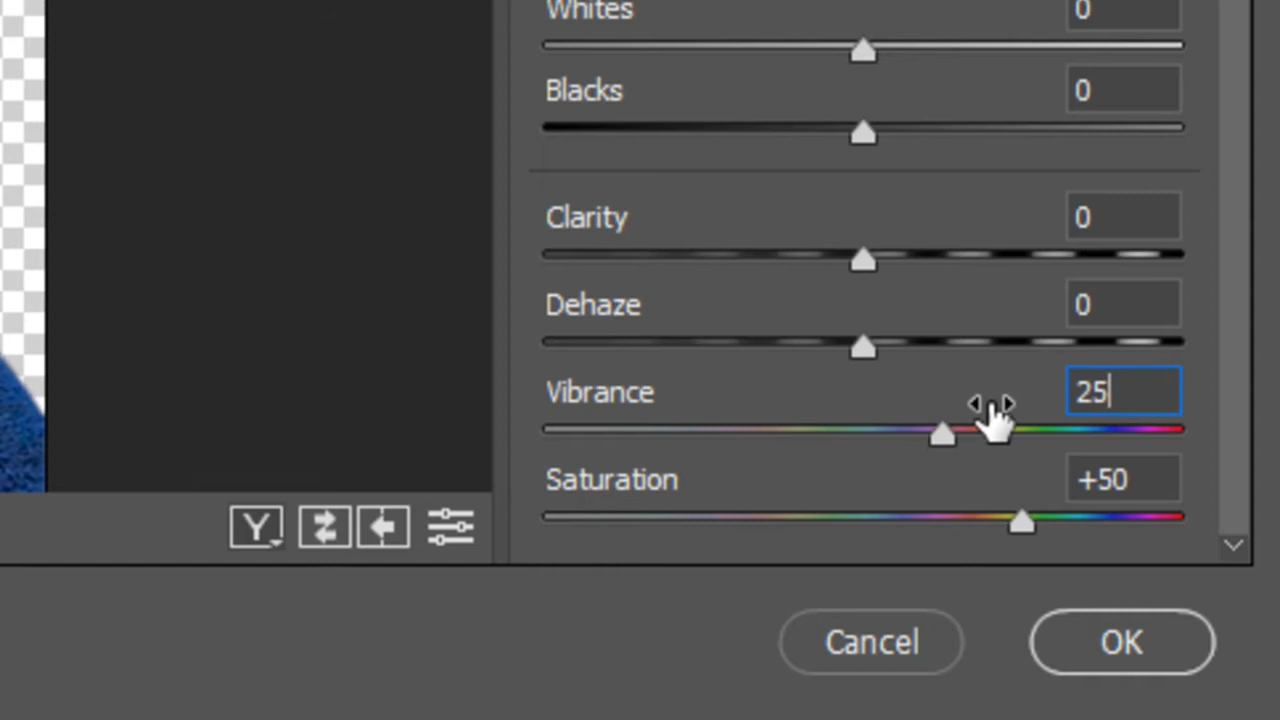 Whites 0
Blacks 0
Clarity 0
Dehaze 0
Vibrance 25
Saturation +50
Y
Cancel OK